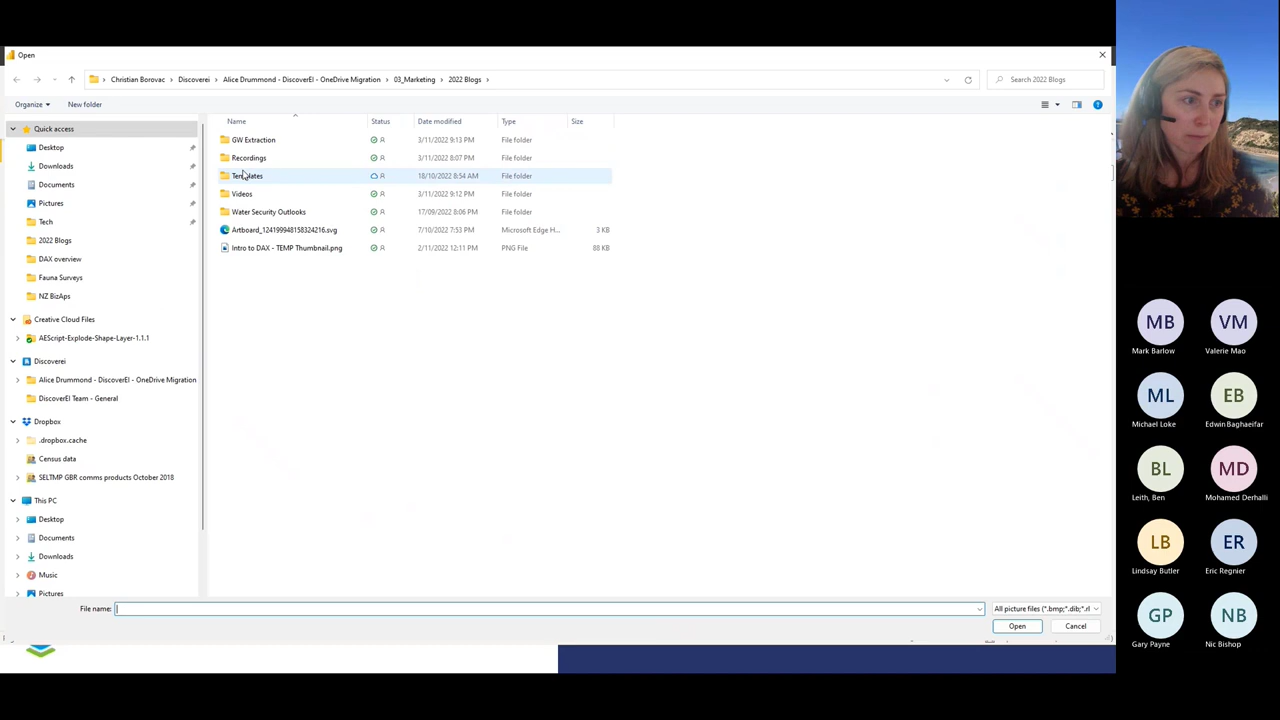 Open
Christian Borovac > Discoverei > Alice Drummond - DiscoverEI - OneDrive Migration > 03_Marketing > 2022 Blogs >
Search 2022 Blogs
Organize
New folder
Quick access
Desktop
Downloads
Documents
Pictures
Tech
2022 Blogs
DAX overview
Fauna Surveys
NZ BizApps
Creative Cloud Files
AEScript-Explode-Shape-Layer-1.1.1
Discoverei
Alice Drummond - DiscoverEI - OneDrive Migration
DiscoverEI Team - General
Dropbox
.dropbox.cache
Census data
SELTMP GBR comms products October 2018
This PC
Desktop
Documents
Downloads
Music
Pictures
Name Status Date modified Type Size
GW Extraction 3/11/2022 9:13 PM File folder
Recordings 3/11/2022 8:07 PM File folder
Templates 18/10/2022 8:54 AM File folder
Videos 3/11/2022 9:12 PM File folder
Water Security Outlooks 17/09/2022 8:06 PM File folder
Artboard_124199948158324216.svg 7/10/2022 7:53 PM Microsoft Edge H... 3 KB
Intro to DAX - TEMP Thumbnail.png 2/11/2022 12:11 PM PNG File 88 KB
File name:
All picture files (*.bmp;*.dib;*.rl
Open
Cancel
MB VM
Mark Barlow Valerie Mao
ML EB
Michael Loke Edwin Baghaeifar
BL MD
Leith, Ben Mohamed Derhalli
LB ER
Lindsay Butler Eric Regnier
GP NB
Gary Payne Nic Bishop